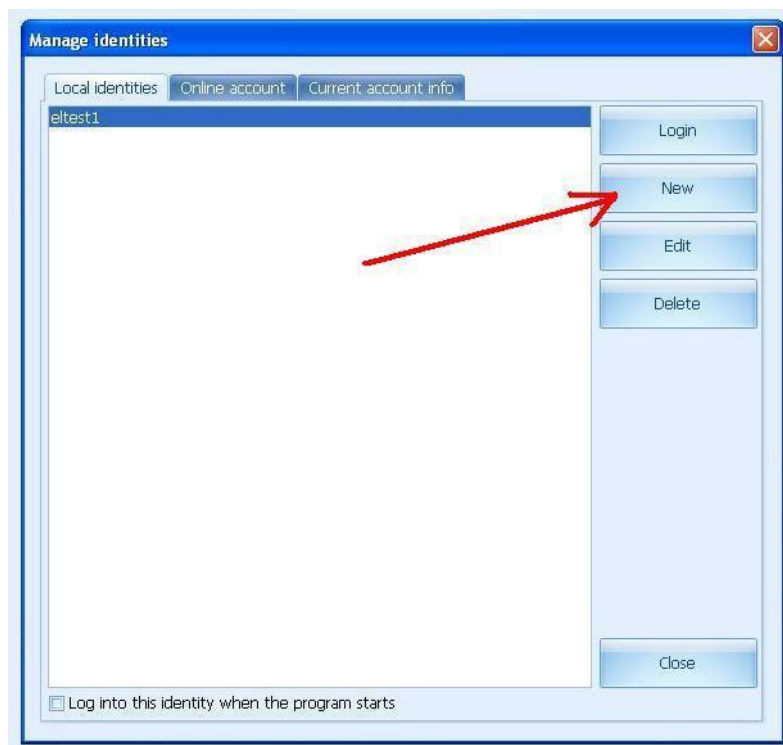 Manage identities
Local identities
Online account
Current account info
eltest1
Login
New
Edit
Delete
Close
Log into this identity when the program starts